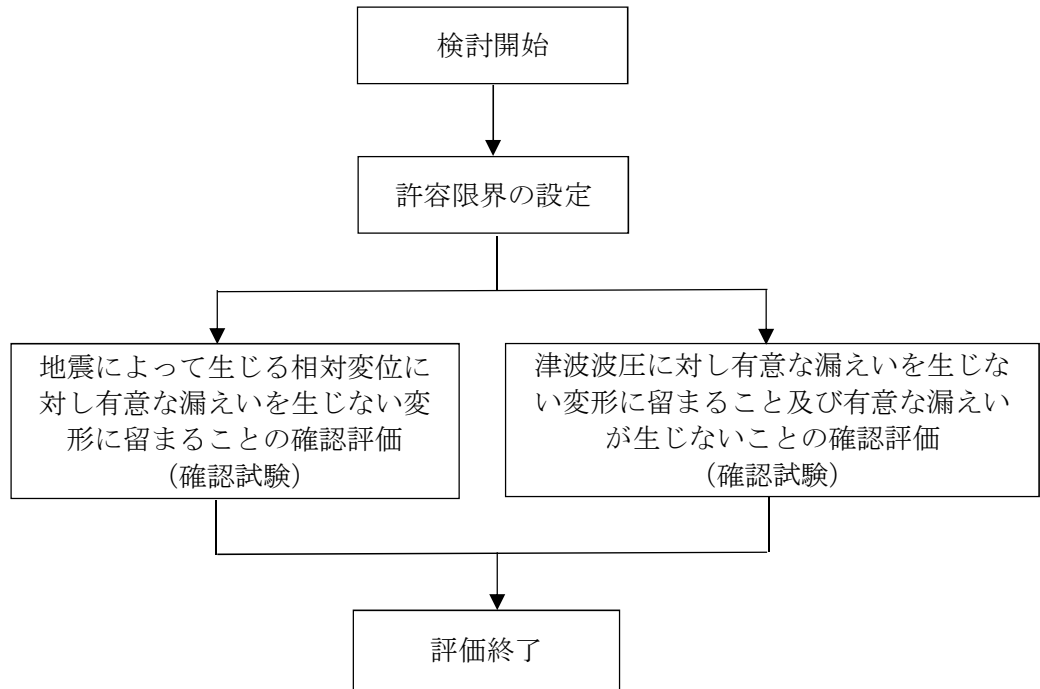 検討開始
許容限界の設定
地震によって生じる相対変位に
対し有意な漏えいを生じない変
形に留まることの確認評価
（確認試験）
津波波圧に対し有意な漏えいを生じな
い変形に留まること及び有意な漏えい
が生じないことの確認評価
（確認試験）
評価終了